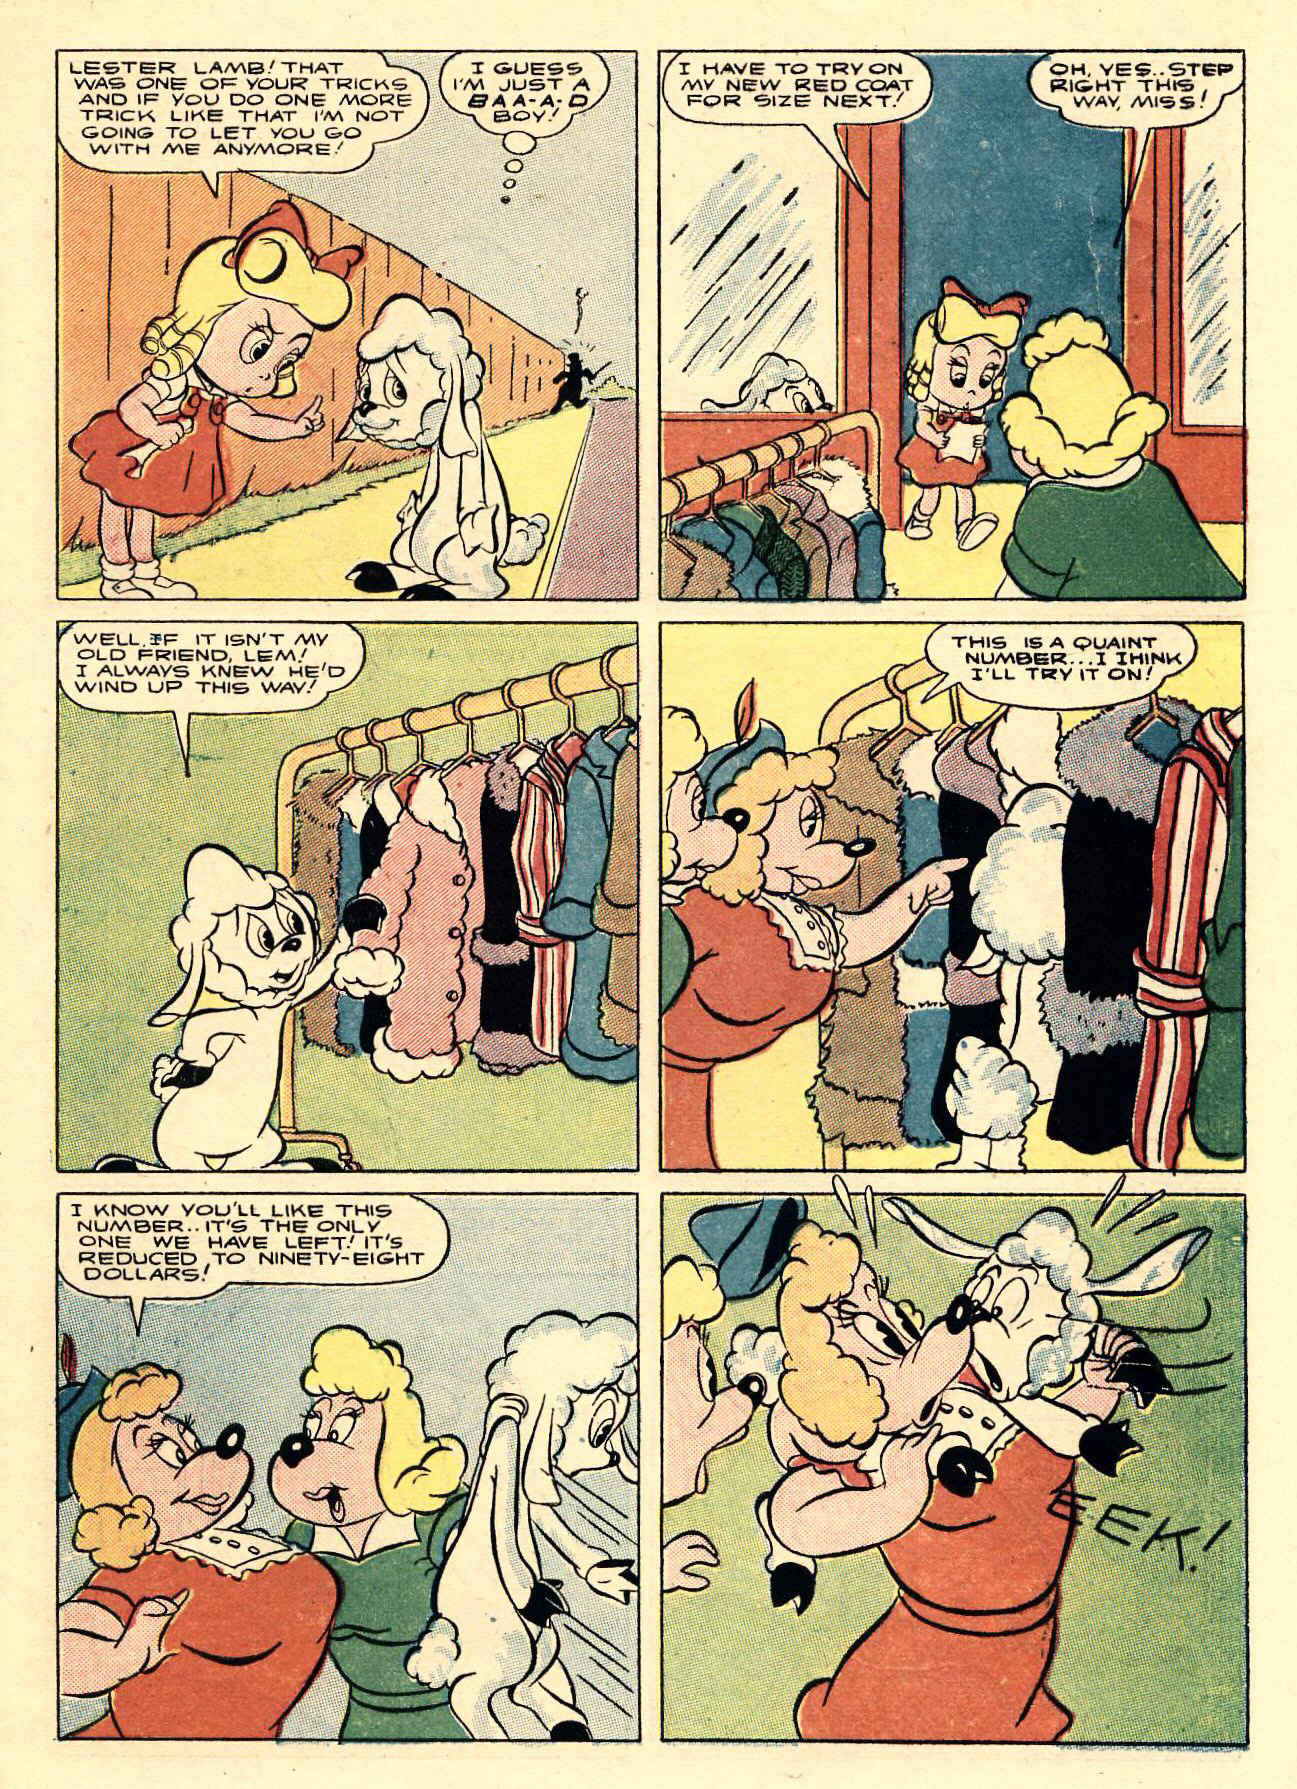 LESTER LAMB! THAT
WAS ONE OF YOUR TRICKS
AND IF YOU DO ONE MORE
TRICK LIKE THAT I'M NOT
GOING TO LET YOU GO
WITH ME ANYMORE!
I GUESS
I'M JUST A
BAA-A-D
BOY!
I HAVE TO TRY ON
MY NEW RED COAT
FOR SIZE NEXT!
OH, YES.. STEP
RIGHT THIS
WAY, MISS!
WELL, IF IT ISN'T MY
OLD FRIEND, LEM!
I ALWAYS KNEW HE'D
WIND UP THIS WAY!
THIS IS A QUAINT
NUMBER...I IHINK
I'LL TRY IT ON!
I KNOW YOU'LL LIKE THIS
NUMBER.. IT'S THE ONLY
ONE WE HAVE LEFT! IT'S
REDUCED TO NINETY-EIGHT
DOLLARS!
EEEK!